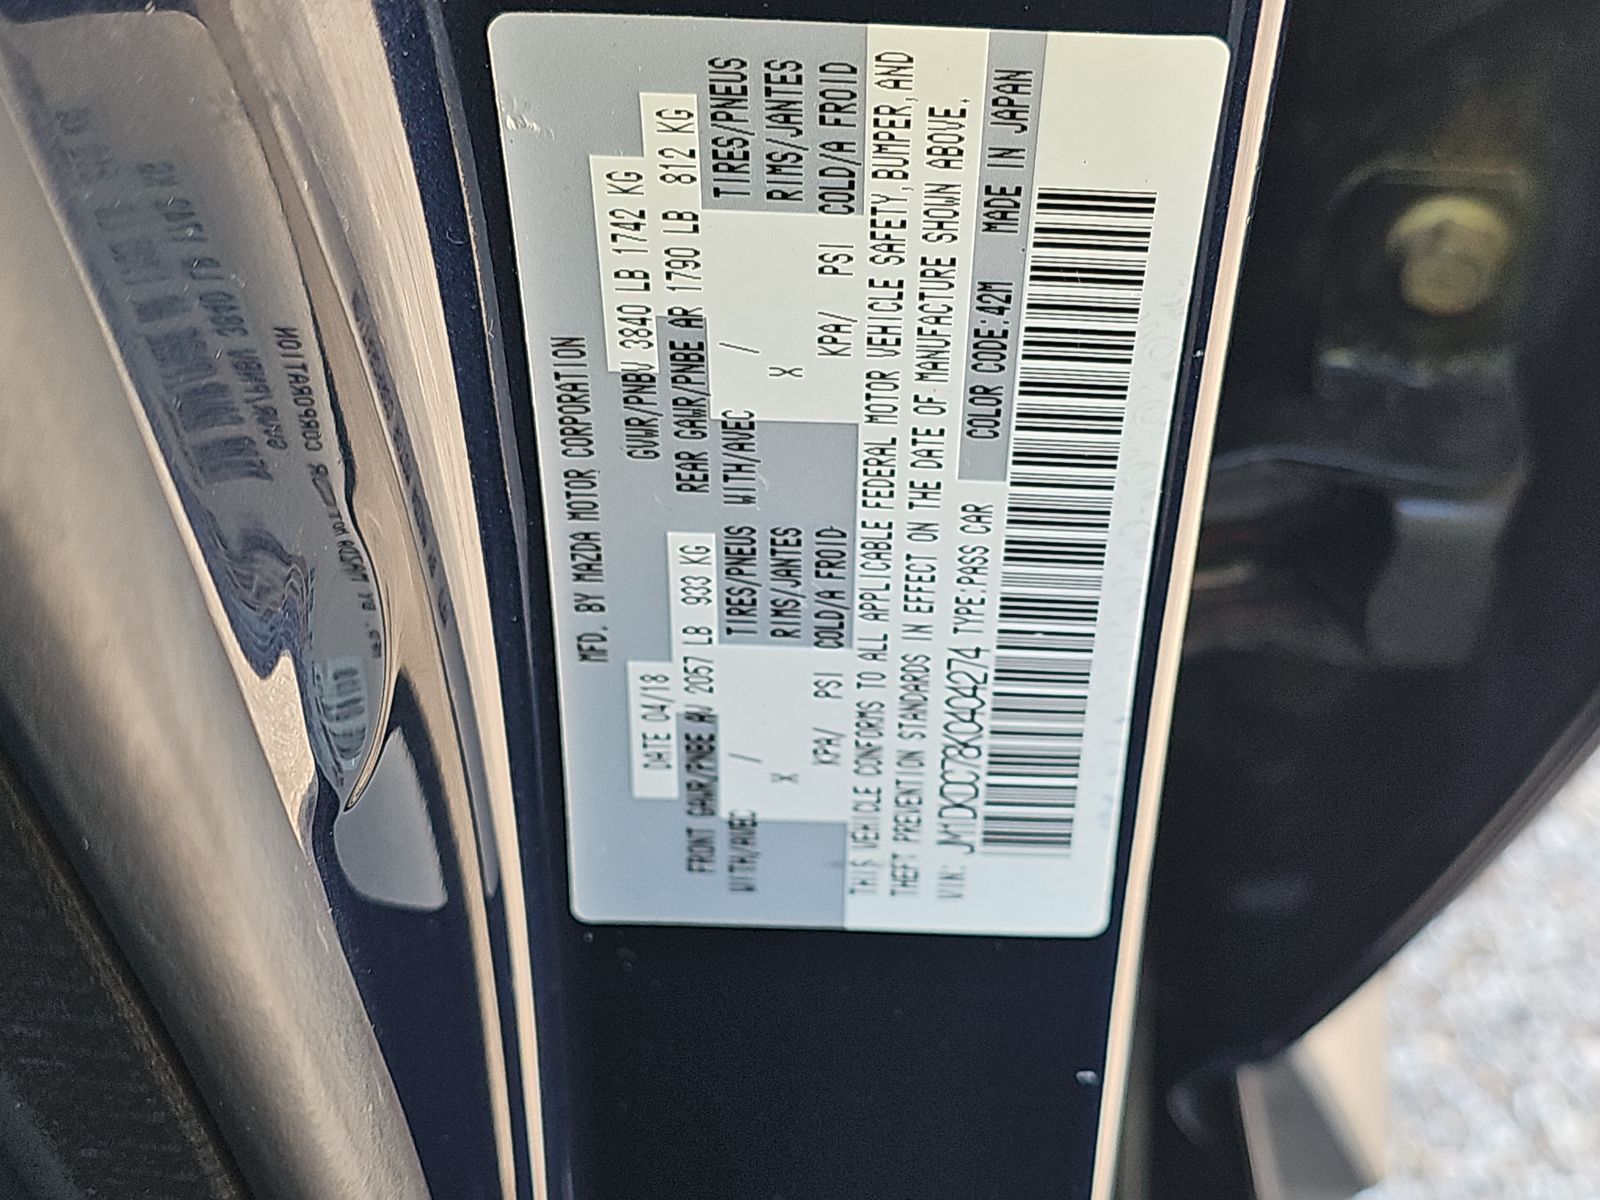 MFD. BY MAZDA MOTOR CORPORATION
DATE 04/18 GVWR/PNBV 3840 LB 1742 KG
FRONT GAWR/PNBE AV 2057 LB 933 KG REAR GAWR/PNBE AR 1790 LB 812 KG
WITH/AVEC / TIRES/PNEUS WITH/AVEC / TIRES/PNEUS
X RIMS/JANTES X RIMS/JANTES
KPA/ PSI COLD/A FROID KPA/ PSI COLD/A FROID
THIS VEHICLE CONFORMS TO ALL APPLICABLE FEDERAL MOTOR VEHICLE SAFETY, BUMPER, AND
THEFT PREVENTION STANDARDS IN EFFECT ON THE DATE OF MANUFACTURE SHOWN ABOVE.
VIN: JM1DKDC78K0404274 TYPE:PASS CAR COLOR CODE:42M MADE IN JAPAN